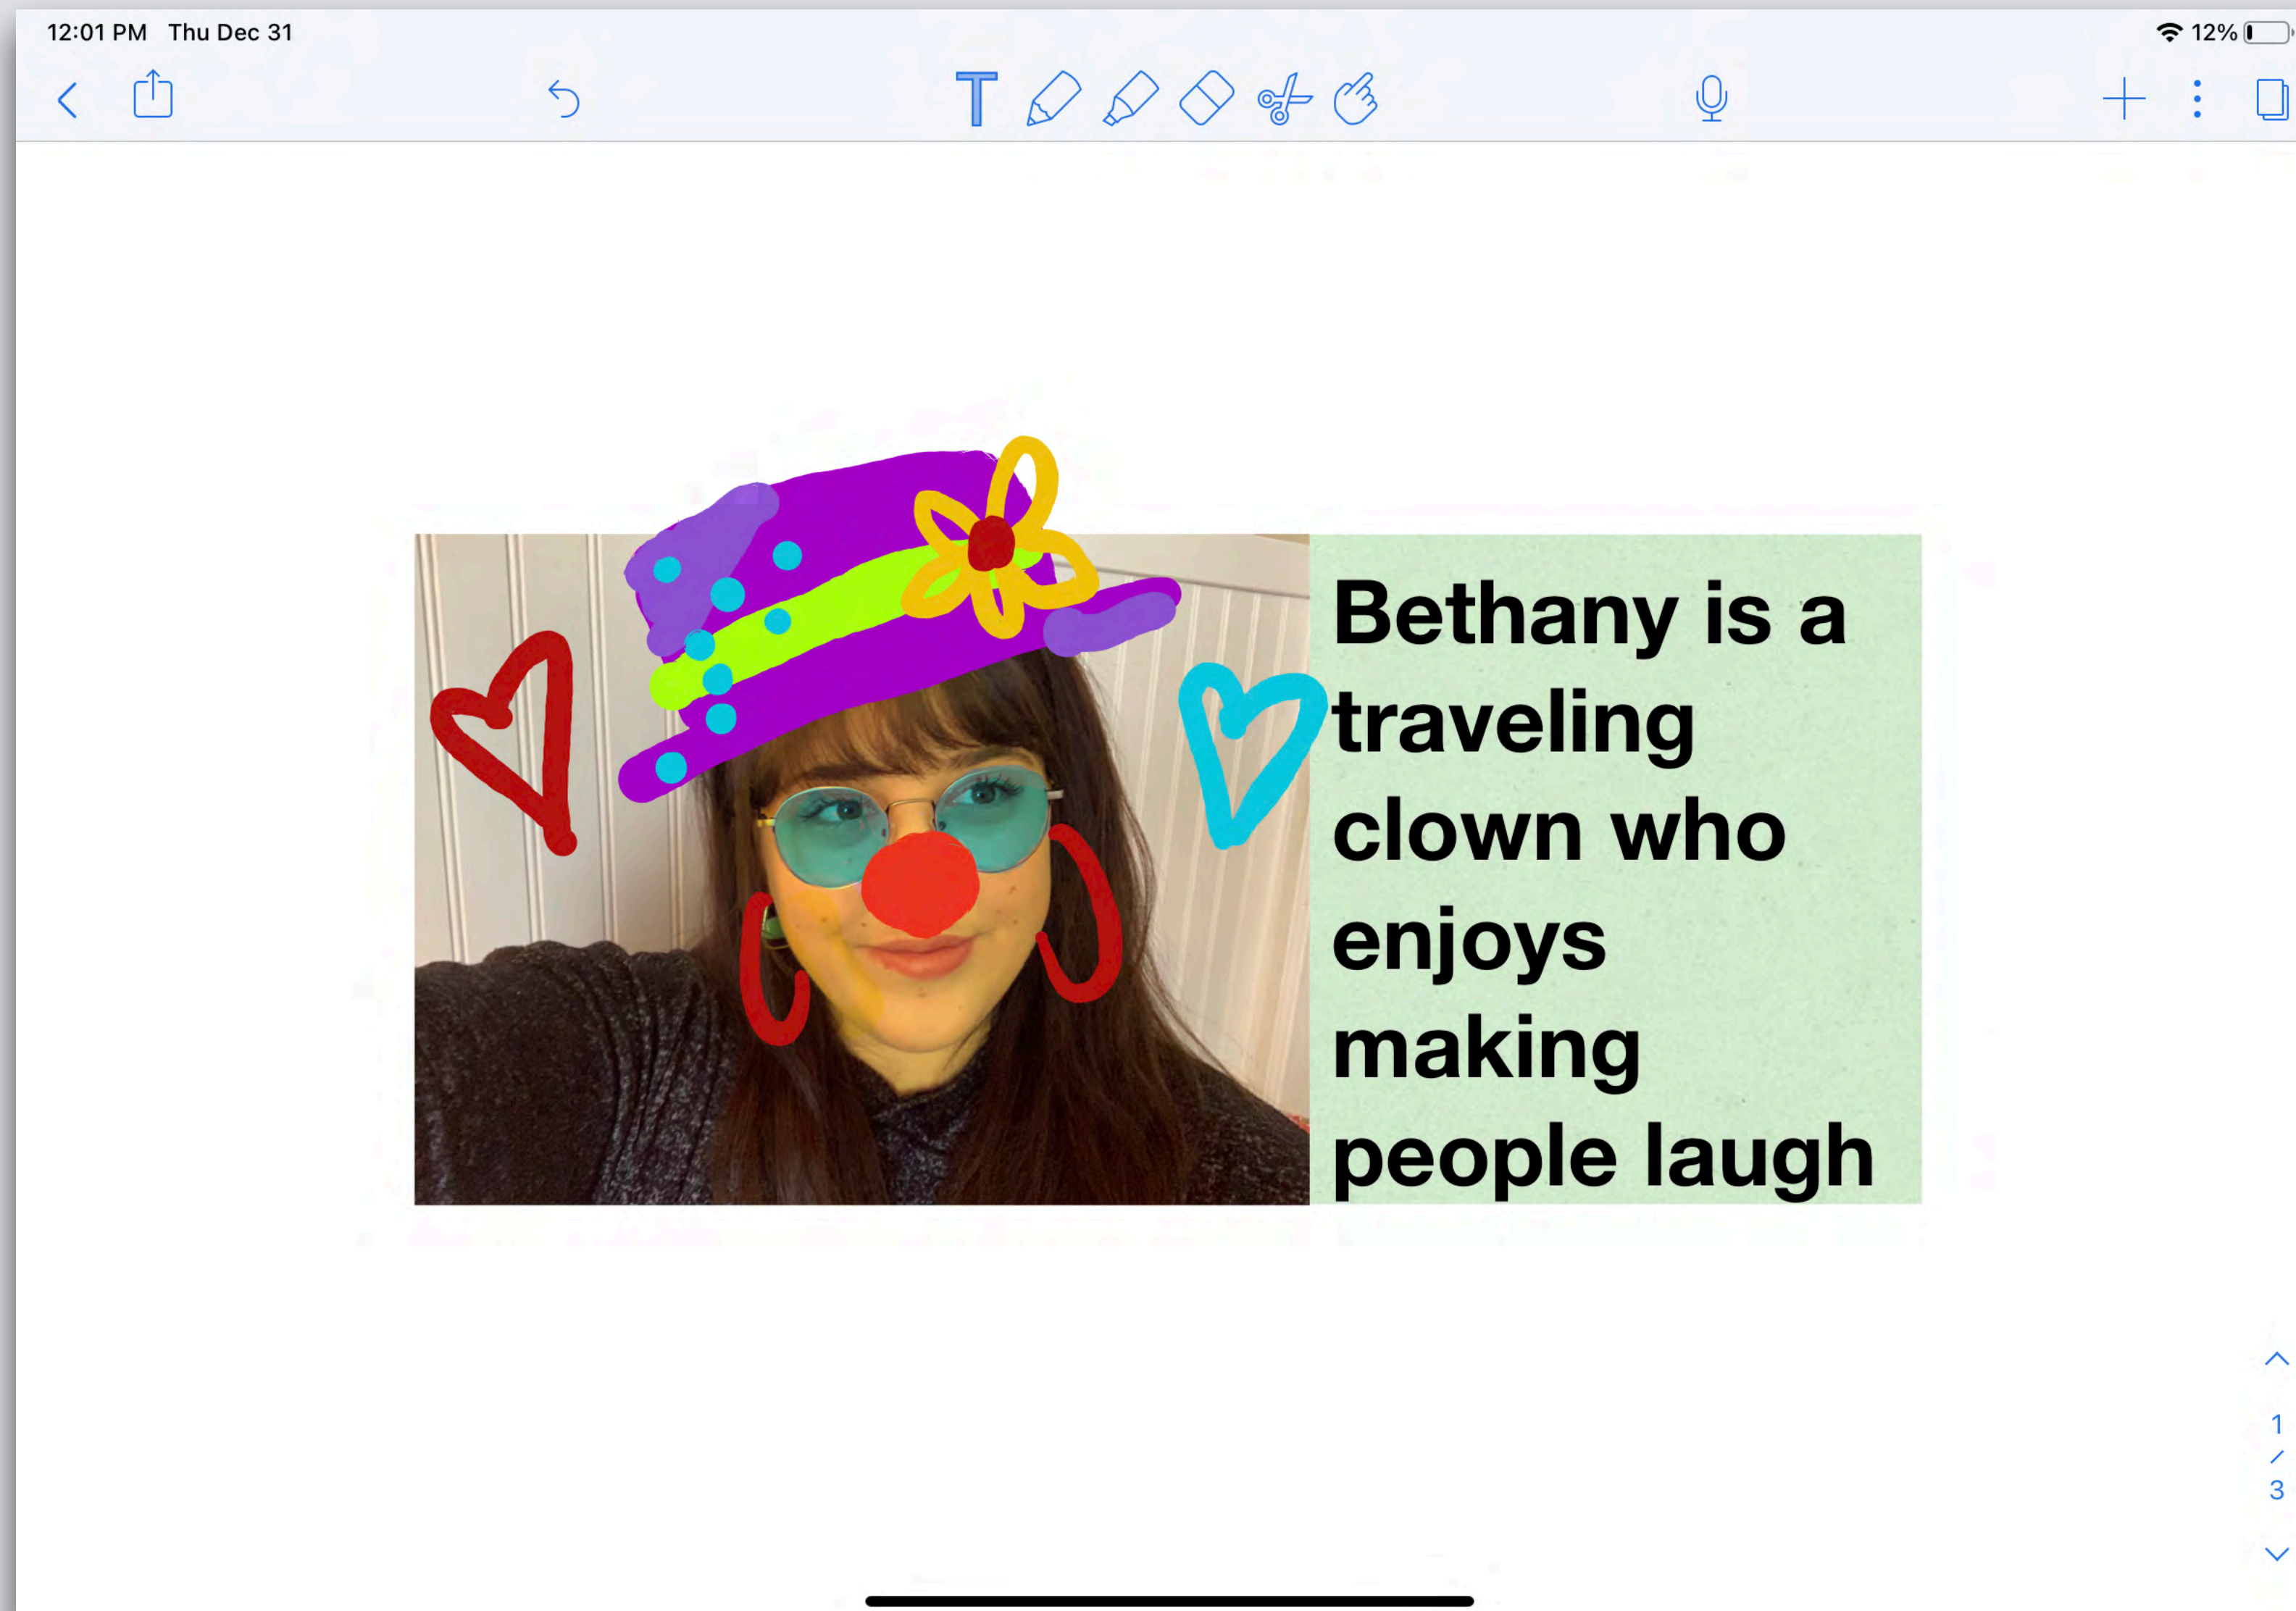 12:01 PM Thu Dec 31
12%
T
Bethany is a
traveling
clown who
enjoys
making
people laugh
1
/
3